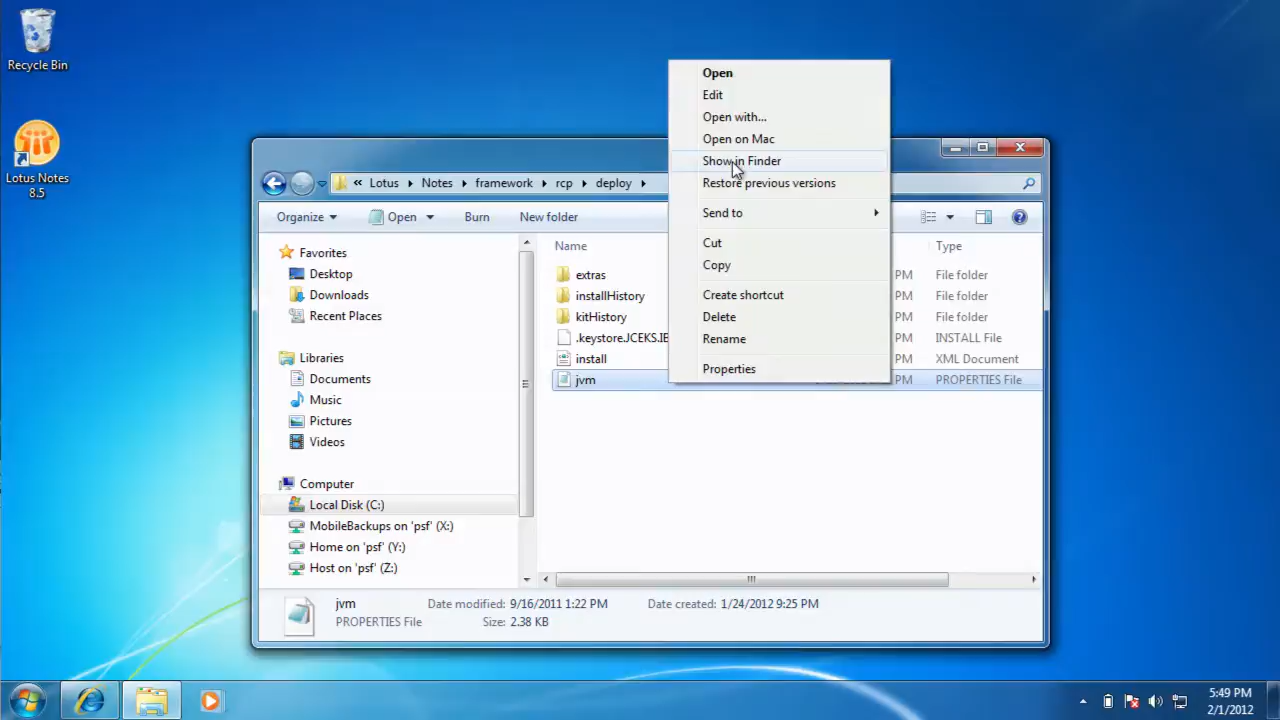 Recycle Bin
Lotus Notes
8.5
Open
Edit
Open with...
Open on Mac
Show in Finder
Restore previous versions
Send to
Cut
Copy
Create shortcut
Delete
Rename
Properties
« Lotus Notes framework rcp deploy
Organize Open Burn New folder
Favorites
Desktop
Downloads
Recent Places
Libraries
Documents
Music
Pictures
Videos
Computer
Local Disk (C:)
MobileBackups on 'psf' (X:)
Home on 'psf' (Y:)
Host on 'psf' (Z:)
Name Type
extras PM File folder
installHistory PM File folder
kitHistory PM File folder
.keystore.JCEKS.IE PM INSTALL File
install PM XML Document
jvm PM PROPERTIES File
jvm Date modified: 9/16/2011 1:22 PM Date created: 1/24/2012 9:25 PM
PROPERTIES File Size: 2.38 KB
5:49 PM
2/1/2012